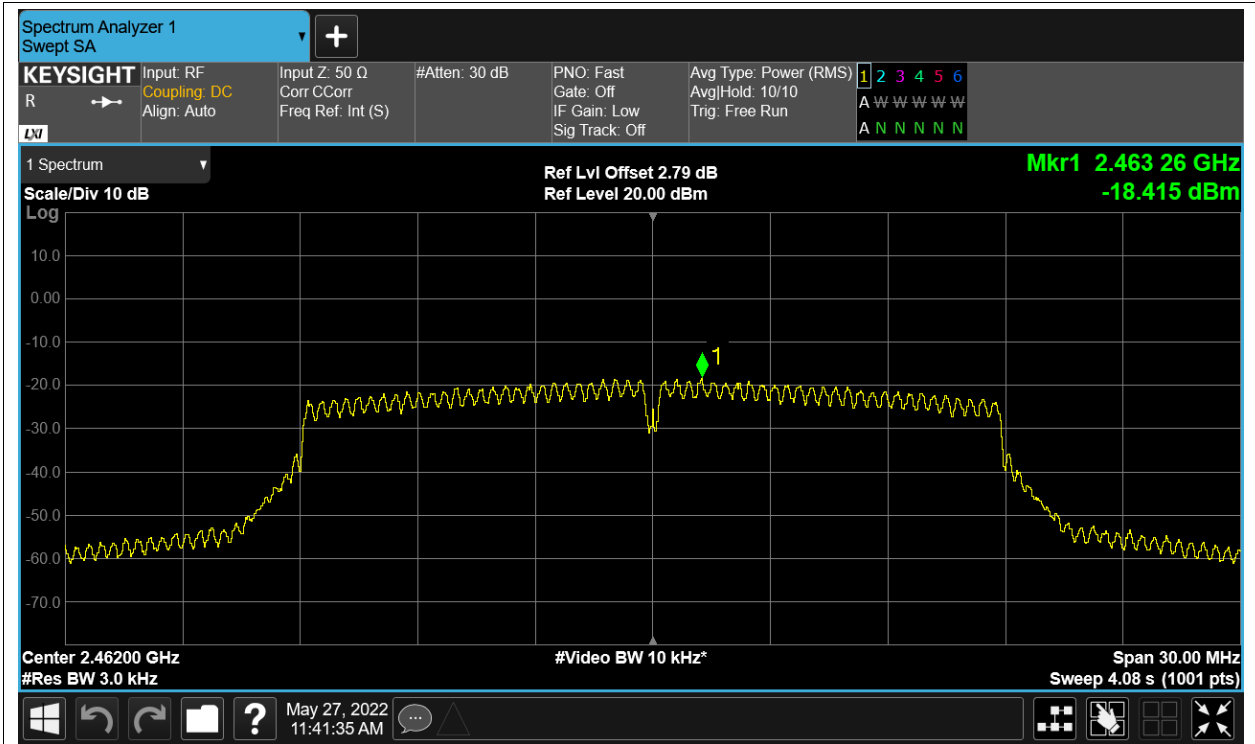 Spectrum Analyzer 1
Swept SA
KEYSIGHT
R
LXI
Input: RF
Coupling: DC
Align: Auto
Input Z: 50 Ω
Corr CCorr
Freq Ref: Int (S)
#Atten: 30 dB
PNO: Fast
Gate: Off
IF Gain: Low
Sig Track: Off
Avg Type: Power (RMS)
Avg|Hold: 10/10
Trig: Free Run
1 2 3 4 5 6
A W W W W W
A N N N N N
1 Spectrum
Scale/Div 10 dB
Log
Ref Lvl Offset 2.79 dB
Ref Level 20.00 dBm
Mkr1 2.463 26 GHz
-18.415 dBm
10.0
0.00
-10.0
1
-20.0
-30.0
-40.0
-50.0
-60.0
-70.0
Center 2.46200 GHz
#Res BW 3.0 kHz
#Video BW 10 kHz*
Span 30.00 MHz
Sweep 4.08 s (1001 pts)
?
May 27, 2022
11:41:35 AM